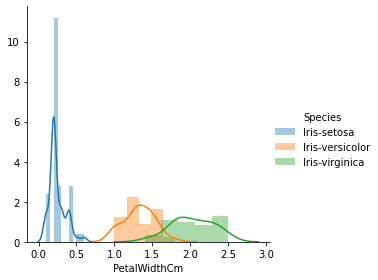 10
8
6
4
2
0
0.0 0.5 1.0 1.5 2.0 2.5 3.0
PetalWidthCm
Species
Iris-setosa
Iris-versicolor
Iris-virginica